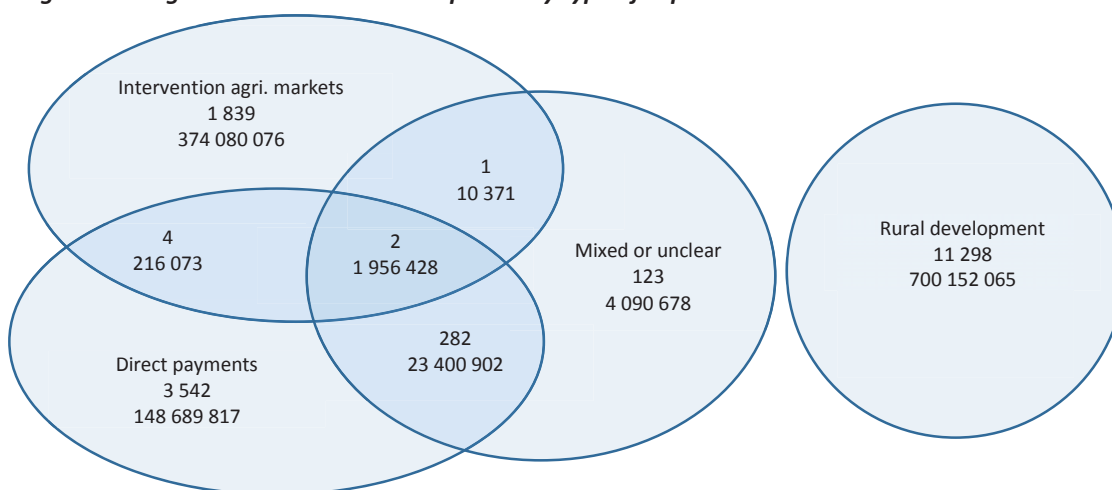 Intervention agri. markets
1 839
374 080 076
1
10 371
4
216 073
2
1 956 428
Mixed or unclear
123
4 090 678
Rural development
11 298
700 152 065
282
23 400 902
Direct payments
3 542
148 689 817